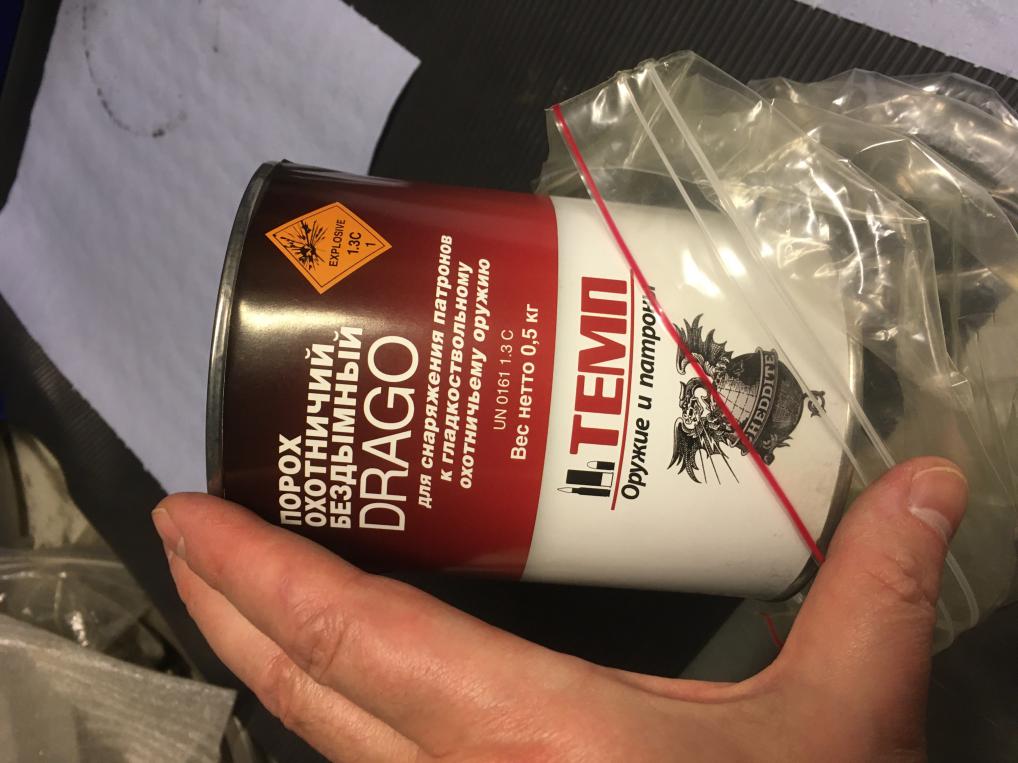 EXPLOSIVE
1.3C
1
ПОРОХ
ОХОТНИЧИЙ
БЕЗДЫМНЫЙ
DRAGO
для снаряжения патронов
к гладкоствольному
охотничьему оружию
UN 0161 1.3 C
Вес нетто 0,5 кг
ТЕМП
Оружие и патроны
CHEDDITE